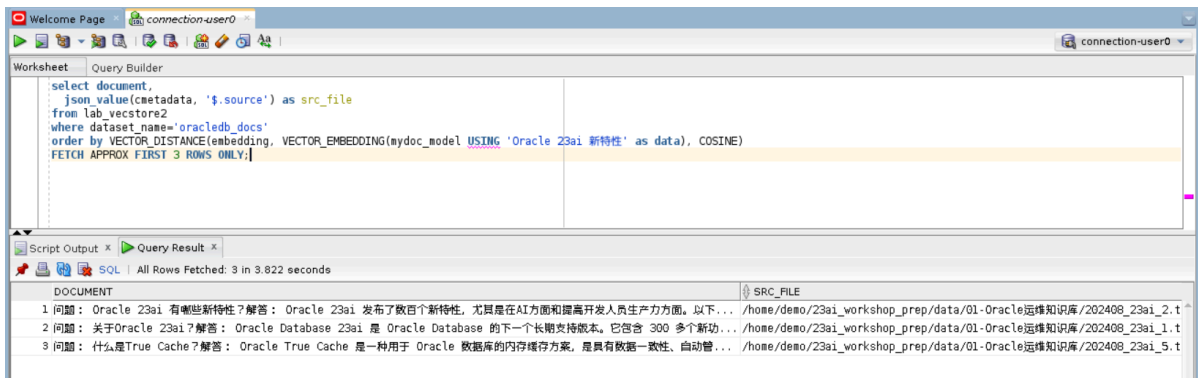 Welcome Page
connection-user0
connection-user0
Worksheet Query Builder
select document,
json_value(cmetadata, '$.source') as src_file
from lab_vecstore2
where dataset_name='oracledb_docs'
order by VECTOR_DISTANCE(embedding, VECTOR_EMBEDDING(mydoc_model USING 'Oracle 23ai 新特性' as data), COSINE)
FETCH APPROX FIRST 3 ROWS ONLY;
Script Output x Query Result x
SQL | All Rows Fetched: 3 in 3.822 seconds
DOCUMENT SRC_FILE
1 问题： Oracle 23ai 有哪些新特性？解答： Oracle 23ai 发布了数百个新特性，尤其是在AI方面和提高开发人员生产力方面。以下... /home/demo/23ai_workshop_prep/data/01-Oracle运维知识库/202408_23ai_2.t
2 问题： 关于Oracle 23ai？解答： Oracle Database 23ai 是 Oracle Database 的下一个长期支持版本。它包含 300 多个新功... /home/demo/23ai_workshop_prep/data/01-Oracle运维知识库/202408_23ai_1.t
3 问题： 什么是True Cache？解答： Oracle True Cache 是一种用于 Oracle 数据库的内存缓存方案，是具有数据一致性、自动管... /home/demo/23ai_workshop_prep/data/01-Oracle运维知识库/202408_23ai_5.t